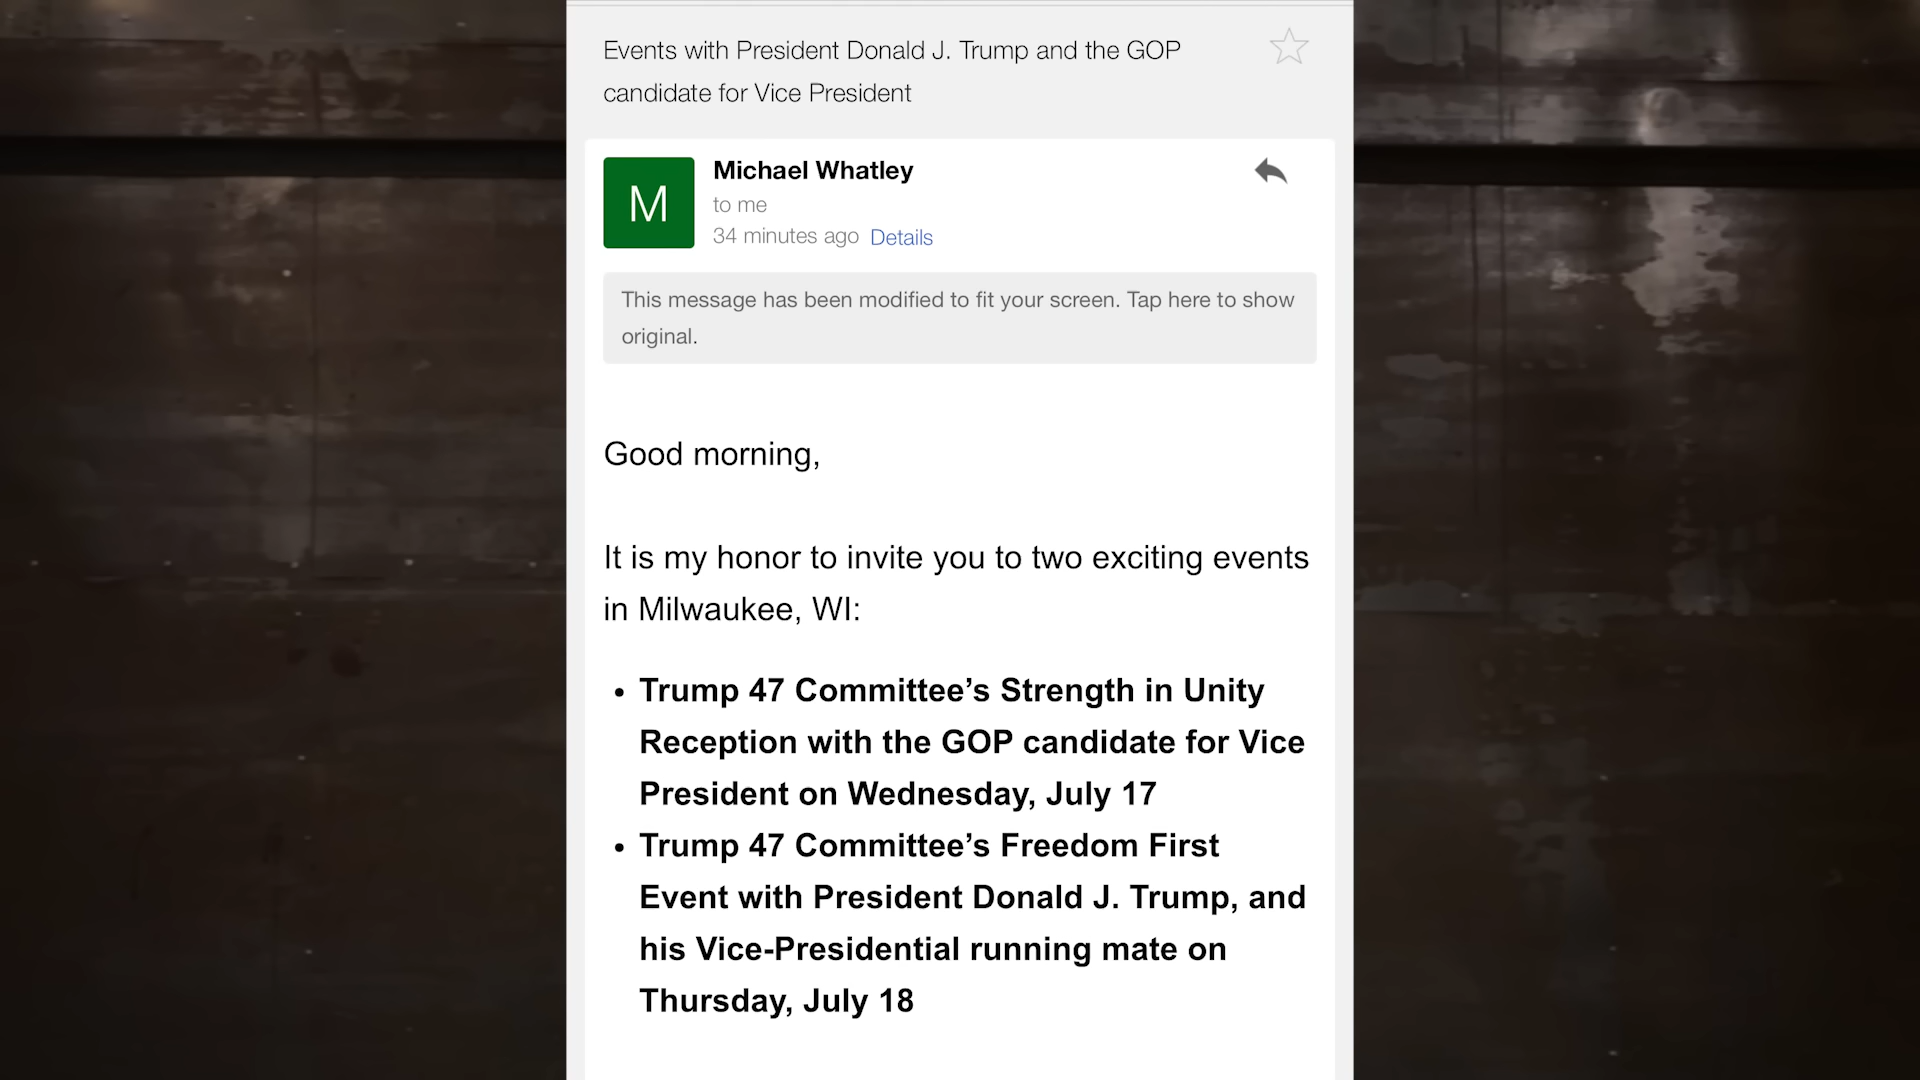 Events with President Donald J. Trump and the GOP
candidate for Vice President
M
Michael Whatley
to me
34 minutes ago Details
This message has been modified to fit your screen. Tap here to show
original.
Good morning,
It is my honor to invite you to two exciting events
in Milwaukee, WI:
• Trump 47 Committee’s Strength in Unity
Reception with the GOP candidate for Vice
President on Wednesday, July 17
• Trump 47 Committee’s Freedom First
Event with President Donald J. Trump, and
his Vice-Presidential running mate on
Thursday, July 18